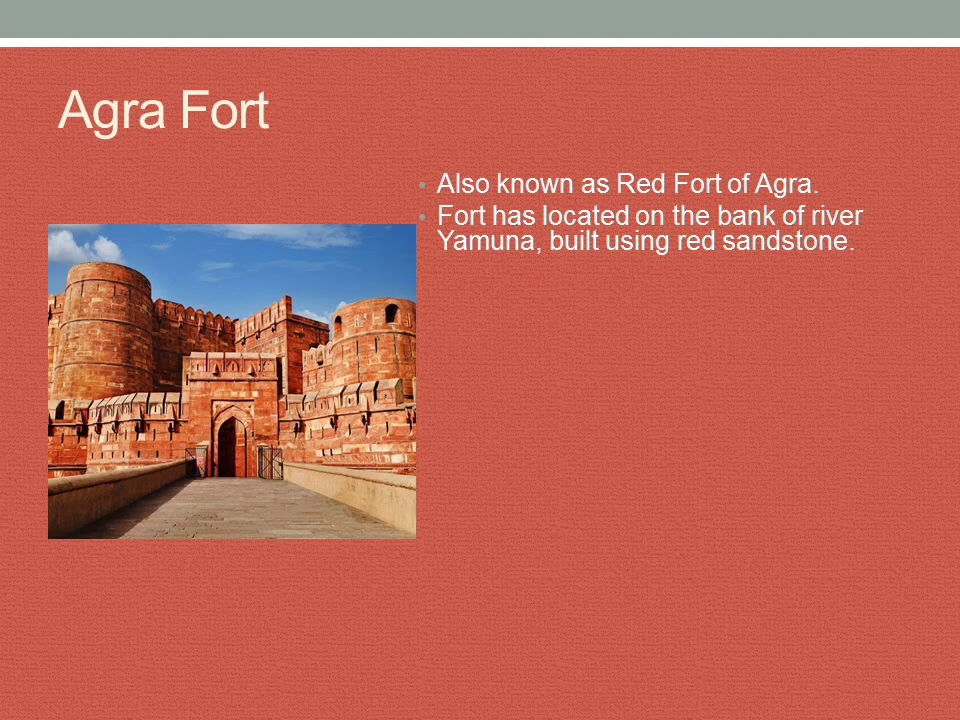 Agra Fort
• Also known as Red Fort of Agra.
• Fort has located on the bank of river
Yamuna, built using red sandstone.